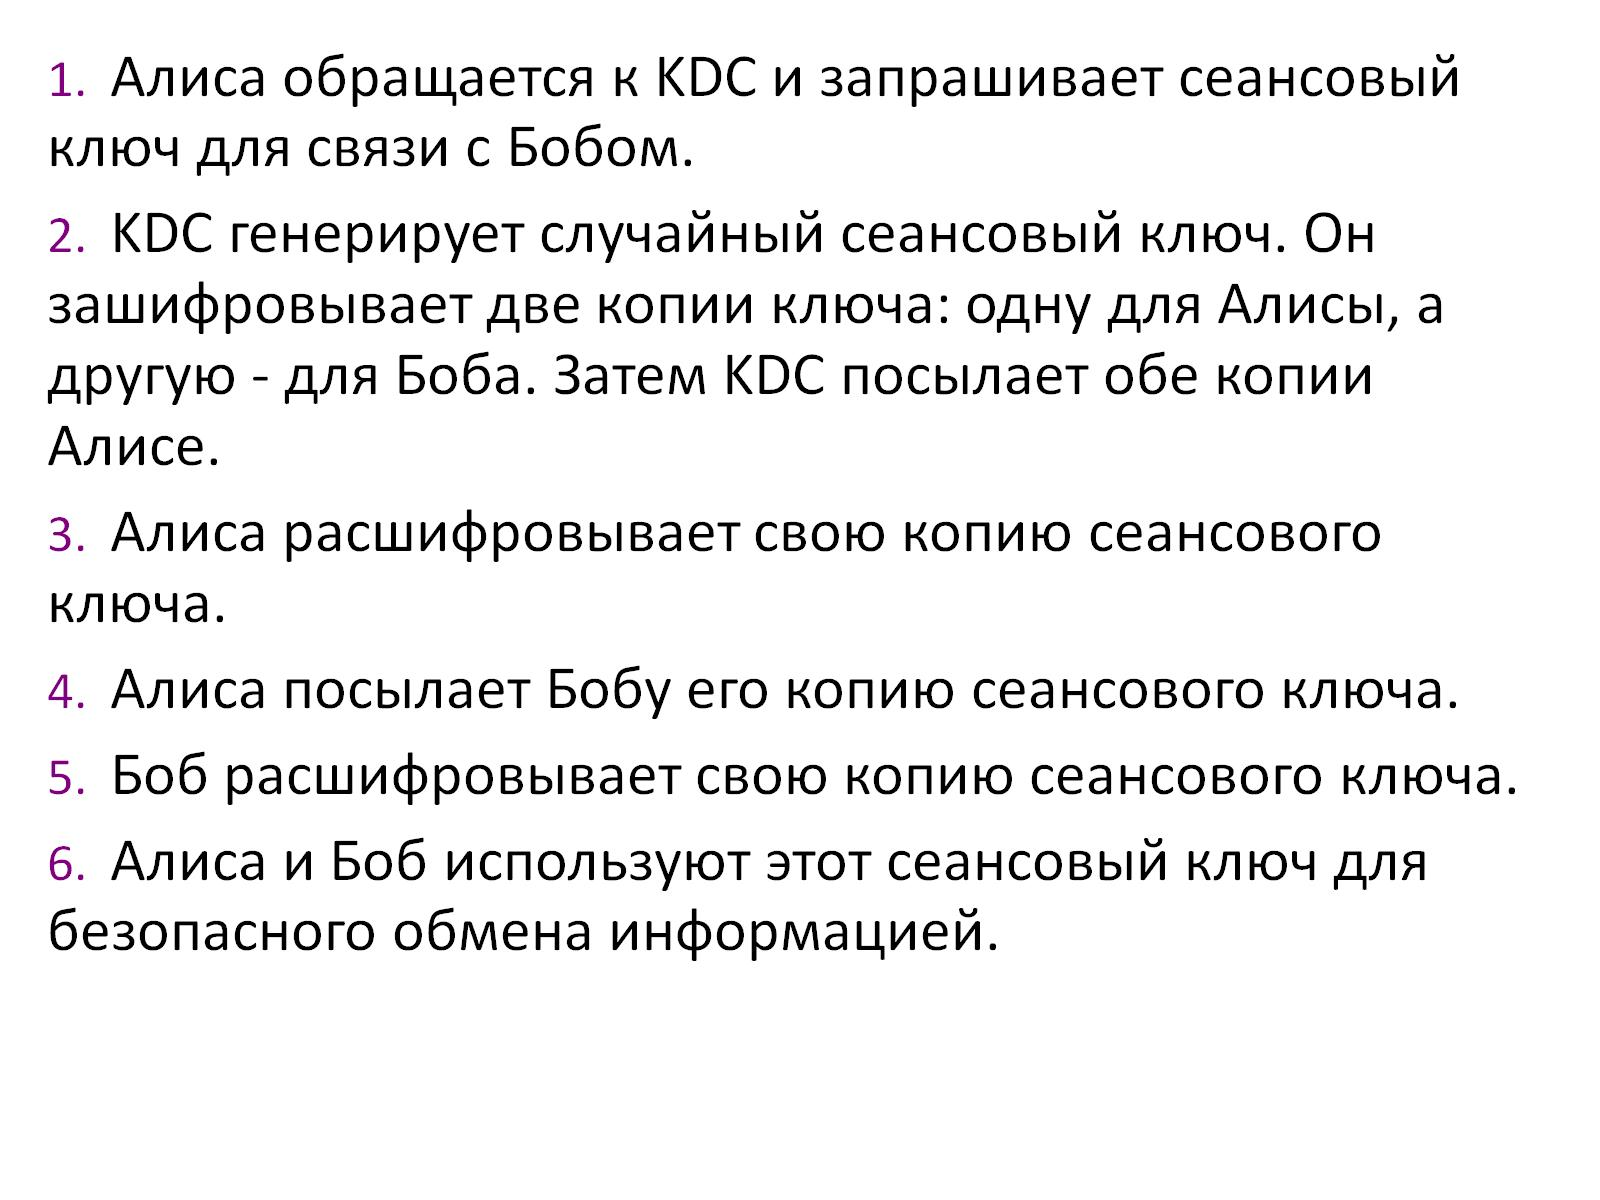 1. Алиса обращается к KDC и запрашивает сеансовый
ключ для связи с Бобом.
2. KDC генерирует случайный сеансовый ключ. Он
зашифровывает две копии ключа: одну для Алисы, а
другую - для Боба. Затем KDC посылает обе копии
Алисе.
3. Алиса расшифровывает свою копию сеансового
ключа.
4. Алиса посылает Бобу его копию сеансового ключа.
5. Боб расшифровывает свою копию сеансового ключа.
6. Алиса и Боб используют этот сеансовый ключ для
безопасного обмена информацией.